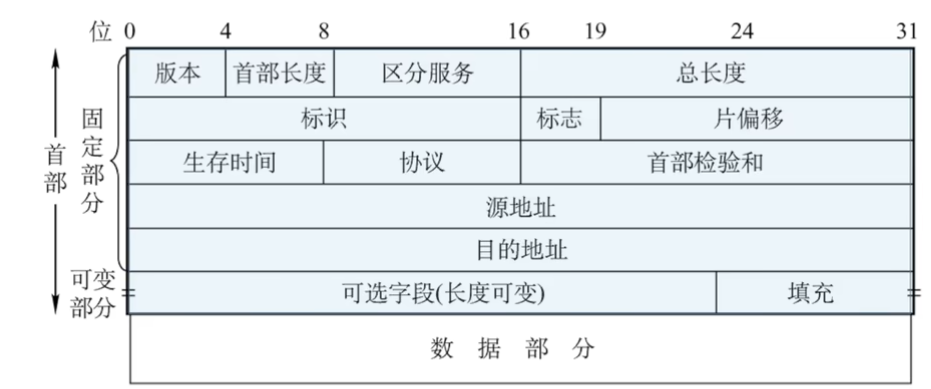 位 0 4 8 16 19 24 31
版本 首部长度 区分服务 总长度
标识 标志 片偏移
生存时间 协议 首部检验和
源地址
目的地址
可选字段(长度可变) 填充
数据部分
首部
固定部分
可变部分